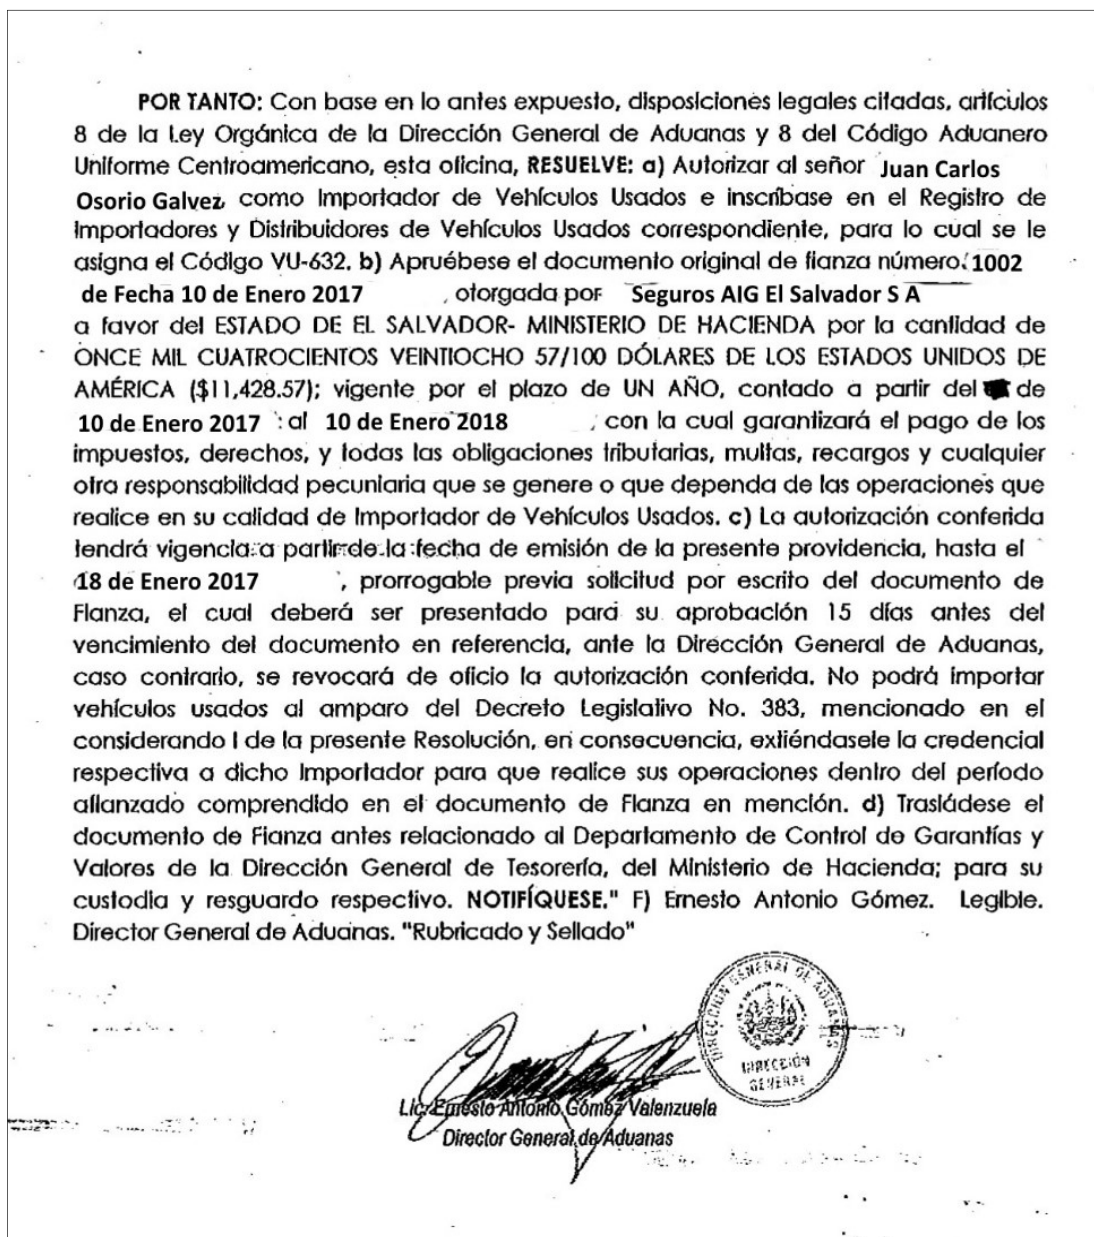 POR TANTO: Con base en lo antes expuesto, disposiciones legales citadas, artículos
8 de la Ley Orgánica de la Dirección General de Aduanas y 8 del Código Aduanero
Uniforme Centroamericano, esta oficina, RESUELVE: a) Autorizar al señor Juan Carlos
Osorio Galvez como Importador de Vehículos Usados e inscríbase en el Registro de
Importadores y Distribuidores de Vehículos Usados correspondiente, para lo cual se le
asigna el Código VU-632. b) Apruébese el documento original de fianza número. 1002
de Fecha 10 de Enero 2017 , otorgada por Seguros AIG El Salvador S A
a favor del ESTADO DE EL SALVADOR- MINISTERIO DE HACIENDA por la cantidad de
ONCE MIL CUATROCIENTOS VEINTIOCHO 57/100 DÓLARES DE LOS ESTADOS UNIDOS DE
AMÉRICA ($11,428.57); vigente por el plazo de UN AÑO, contado a partir del de
10 de Enero 2017 : al 10 de Enero 2018 , con la cual garantizará el pago de los
impuestos, derechos, y todas las obligaciones tributarias, multas, recargos y cualquier
otra responsabilidad pecuniaria que se genere o que dependa de las operaciones que
realice en su calidad de Importador de Vehículos Usados. c) La autorización conferida
tendrá vigencia a partir de la fecha de emisión de la presente providencia, hasta el
18 de Enero 2017 , prorrogable previa solicitud por escrito del documento de
Fianza, el cual deberá ser presentado para su aprobación 15 días antes del
vencimiento del documento en referencia, ante la Dirección General de Aduanas,
caso contrario, se revocará de oficio la autorización conferida. No podrá importar
vehículos usados al amparo del Decreto Legislativo No. 383, mencionado en el
considerando I de la presente Resolución, en consecuencia, extiéndasele la credencial
respectiva a dicho Importador para que realice sus operaciones dentro del período
afianzado comprendido en el documento de Fianza en mención. d) Trasládese el
documento de Fianza antes relacionado al Departamento de Control de Garantías y
Valores de la Dirección General de Tesorería, del Ministerio de Hacienda; para su
custodia y resguardo respectivo. NOTIFÍQUESE." F) Ernesto Antonio Gómez. Legible.
Director General de Aduanas. "Rubricado y Sellado"
DIRECCIÓN GENERAL DE ADUANAS
DIRECCIÓN
GENERAL
Lic. Ernesto Antonio Gómez Valenzuela
Director General de Aduanas